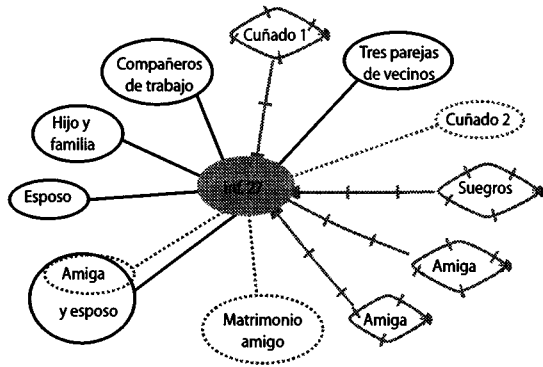 Cuñado 1
Tres parejas
de vecinos
Compañeros
de trabajo
Cuñado 2
Hijo y
familia
Suegros
Esposo
Amiga
Amiga
y esposo
Matrimonio
amigo
Amiga